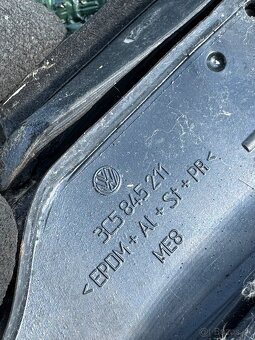 3C5 845 211
< EPDM + Al + St + PR <
ME8